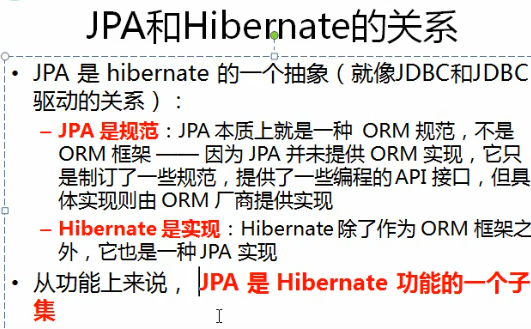 JPA和Hibernate的关系
• JPA 是 hibernate 的一个抽象（就像JDBC和JDBC
驱动的关系）：
– JPA 是规范：JPA 本质上就是一种 ORM 规范，不是
ORM 框架 —— 因为 JPA 并未提供 ORM 实现，它只
是制订了一些规范，提供了一些编程的 API 接口，但具
体实现则由 ORM 厂商提供实现
– Hibernate 是实现：Hibernate 除了作为 ORM 框架之
外，它也是一种 JPA 实现
• 从功能上来说， JPA 是 Hibernate 功能的一个子
集